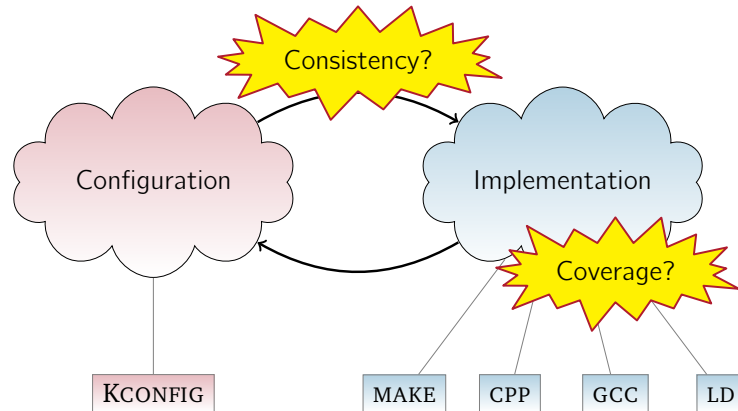 Consistency?
Configuration
Implementation
Coverage?
KCONFIG
MAKE
CPP
GCC
LD